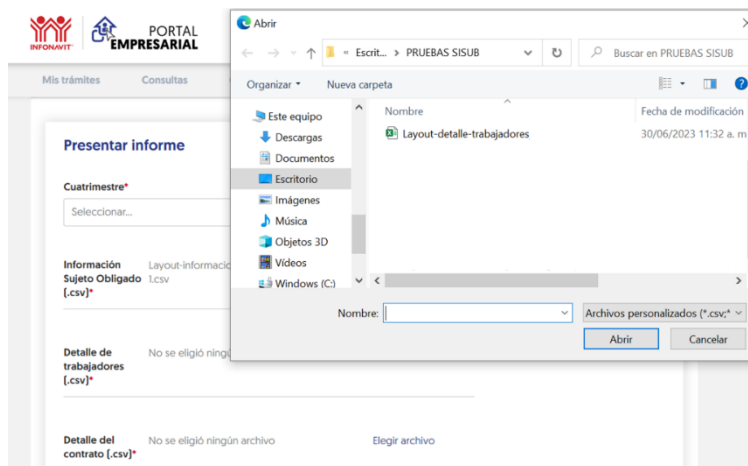 INFONAVIT
PORTAL
EMPRESARIAL
Mis trámites
Consultas
Presentar informe
Cuatrimestre*
Seleccionar...
Información
Sujeto Obligado
[.csv]*
Layout-informacio
1.csv
Detalle de
trabajadores
[.csv]*
No se eligió ning
Detalle del
contrato [.csv]*
No se eligió ningún archivo
Elegir archivo
Abrir
« Escrit... > PRUEBAS SISUB
Buscar en PRUEBAS SISUB
Organizar
Nueva carpeta
Este equipo
Descargas
Documentos
Escritorio
Imágenes
Música
Objetos 3D
Vídeos
Windows (C:)
Nombre
Fecha de modificación
Layout-detalle-trabajadores
30/06/2023 11:32 a. m
Nombre:
Archivos personalizados (*.csv;*
Abrir
Cancelar